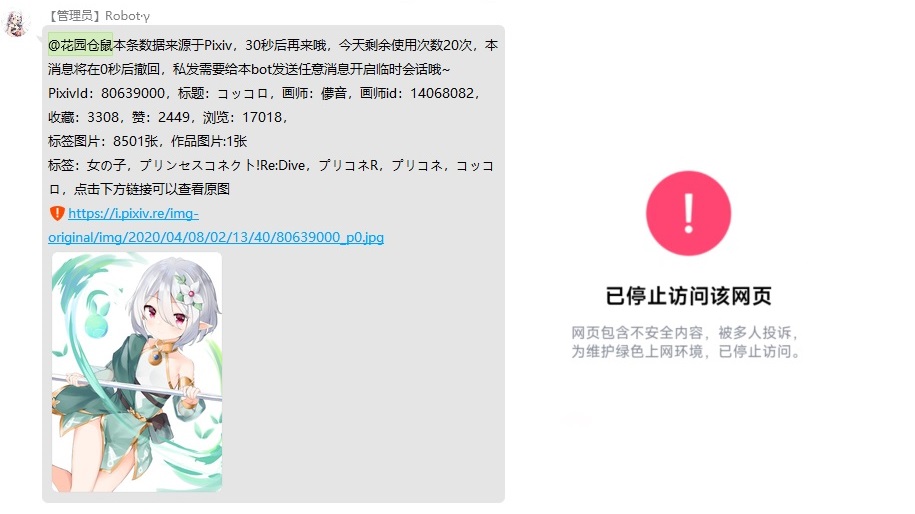 【管理员】Robot·γ
@花园仓鼠本条数据来源于Pixiv，30秒后再来哦，今天剩余使用次数20次，本
消息将在0秒后撤回，私发需要给本bot发送任意消息开启临时会话哦~
PixivId：80639000，标题：コッコロ，画师：儚音，画师id：14068082，
收藏：3308，赞：2449，浏览：17018，
标签图片：8501张，作品图片:1张
标签：女の子，プリンセスコネクト!Re:Dive，プリコネR，プリコネ，コッコ
ロ，点击下方链接可以查看原图
https://i.pixiv.re/img-
original/img/2020/04/08/02/13/40/80639000_p0.jpg
已停止访问该网页
网页包含不安全内容，被多人投诉，
为维护绿色上网环境，已停止访问。